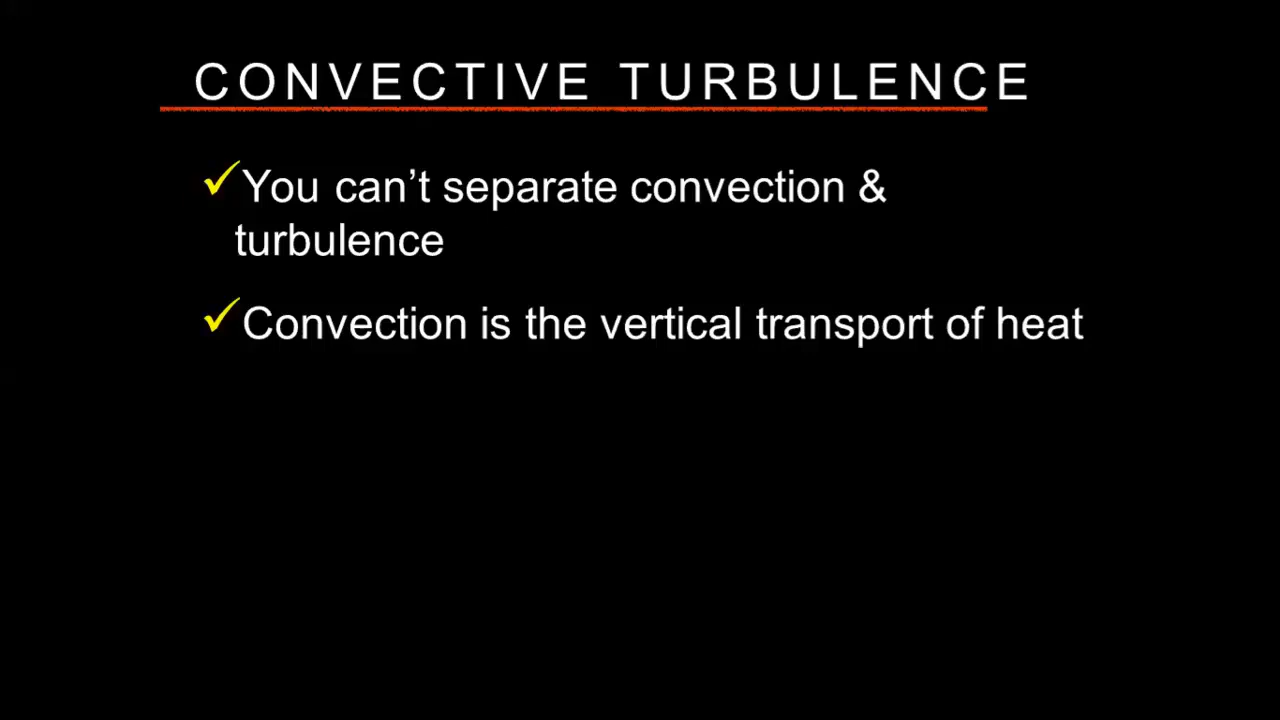 CONVECTIVE TURBULENCE
You can’t separate convection &
turbulence
Convection is the vertical transport of heat